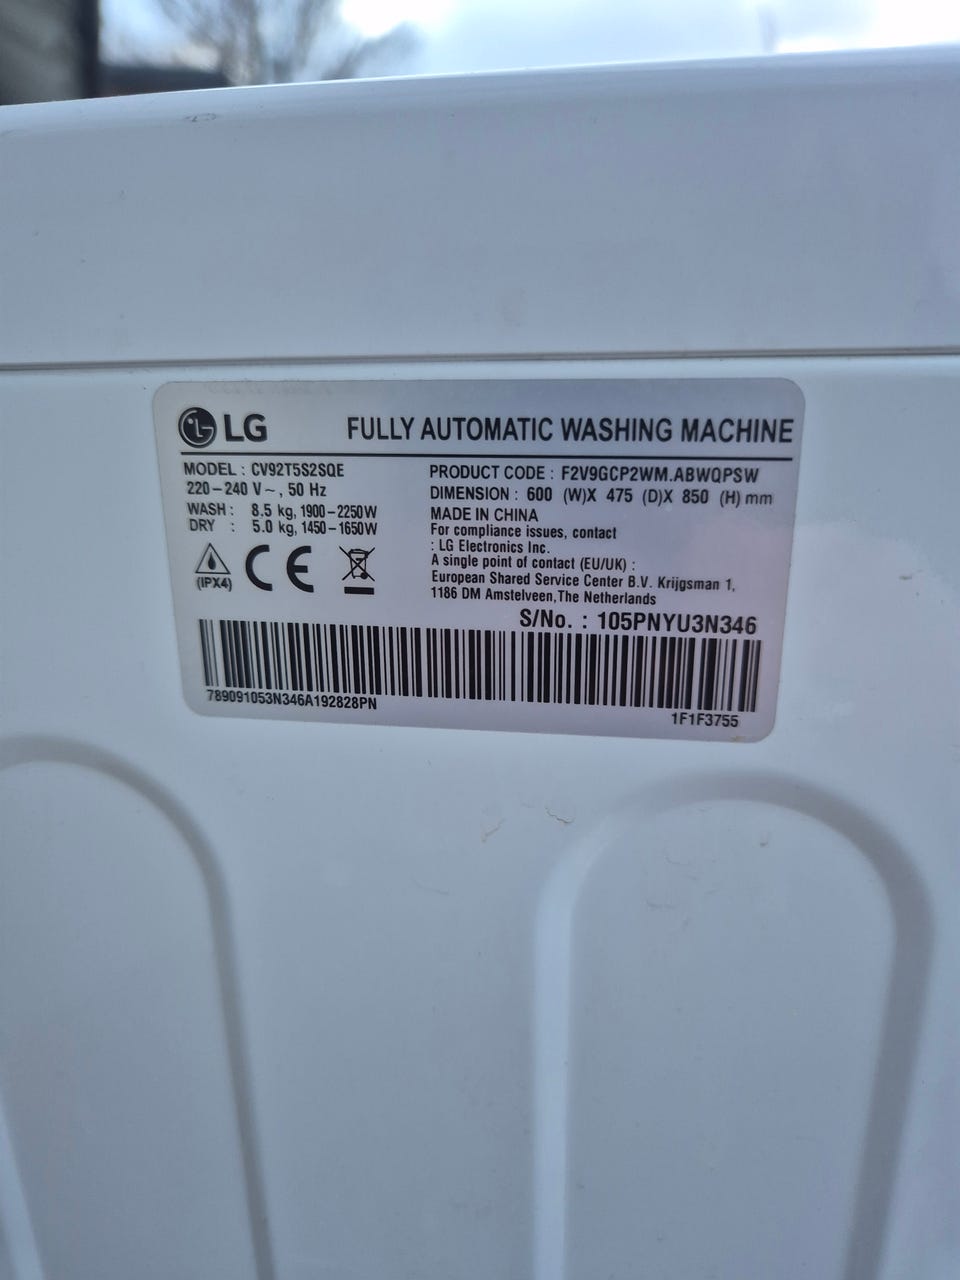 LG FULLY AUTOMATIC WASHING MACHINE
MODEL : CV92T5S2SQE
220-240 V~, 50 Hz
WASH : 8.5 kg, 1900-2250W
DRY : 5.0 kg, 1450-1650W
(IPX4) CE
PRODUCT CODE : F2V9GCP2WM.ABWQPSW
DIMENSION : 600 (W)X 475 (D)X 850 (H) mm
MADE IN CHINA
For compliance issues, contact
: LG Electronics Inc.
A single point of contact (EU/UK) :
European Shared Service Center B.V. Krijgsman 1,
1186 DM Amstelveen,The Netherlands
S/No. : 105PNYU3N346
789091053N346A192828PN
1F1F3755